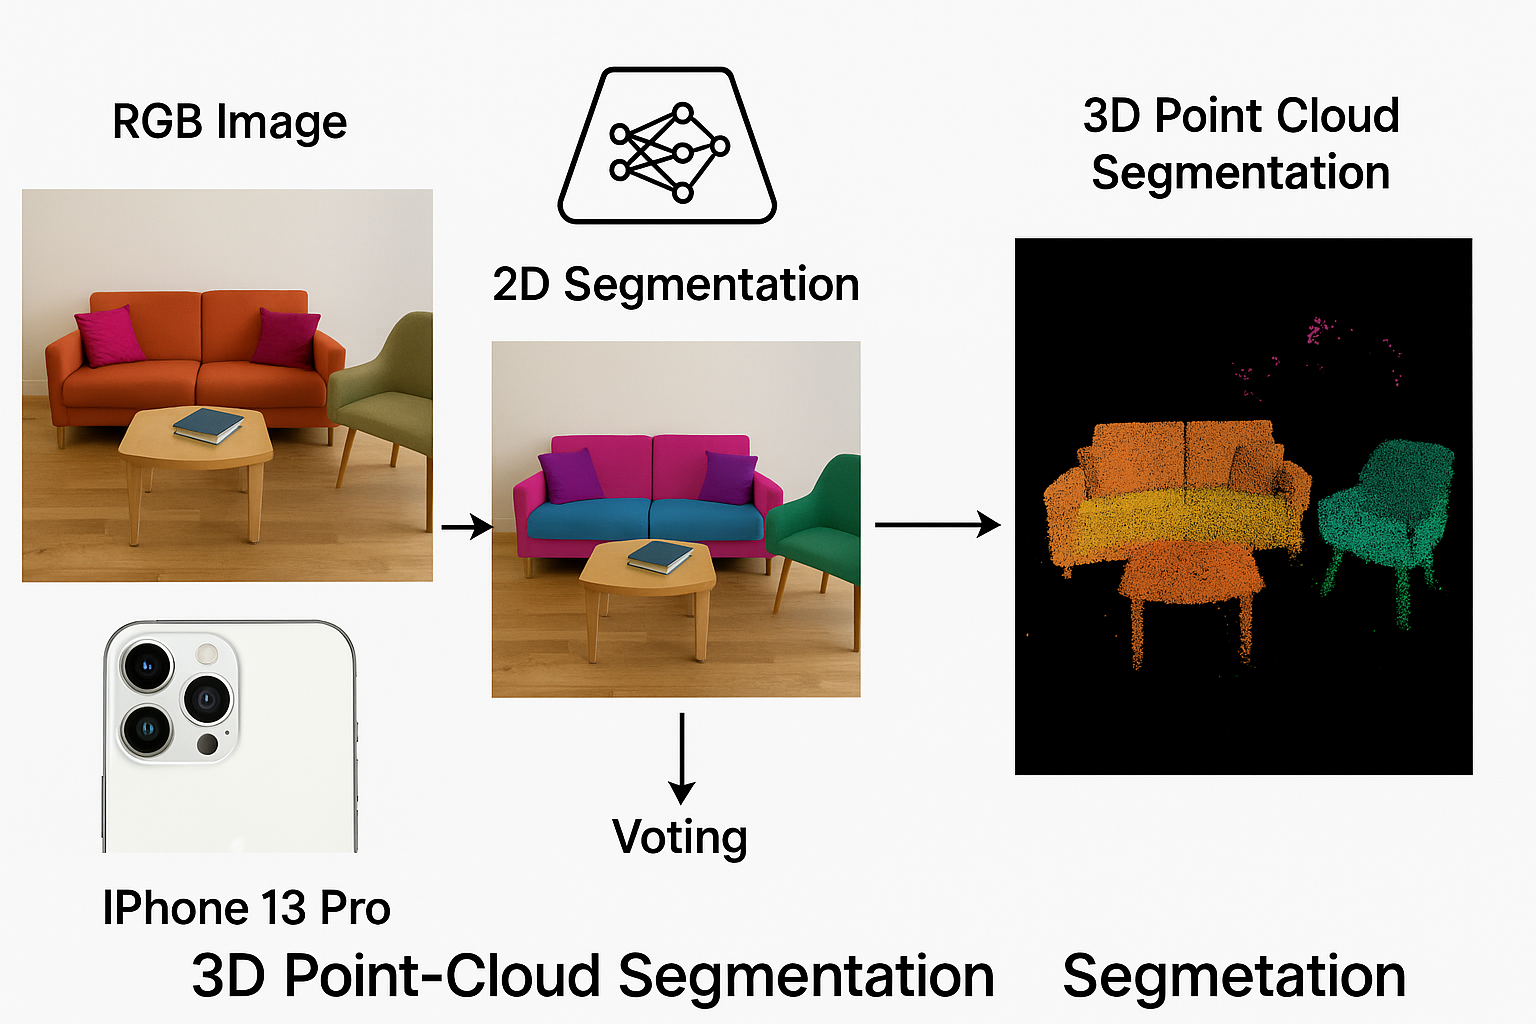 RGB Image
2D Segmentation
3D Point Cloud
Segmentation
Voting
IPhone 13 Pro
3D Point-Cloud Segmentation Segmetation